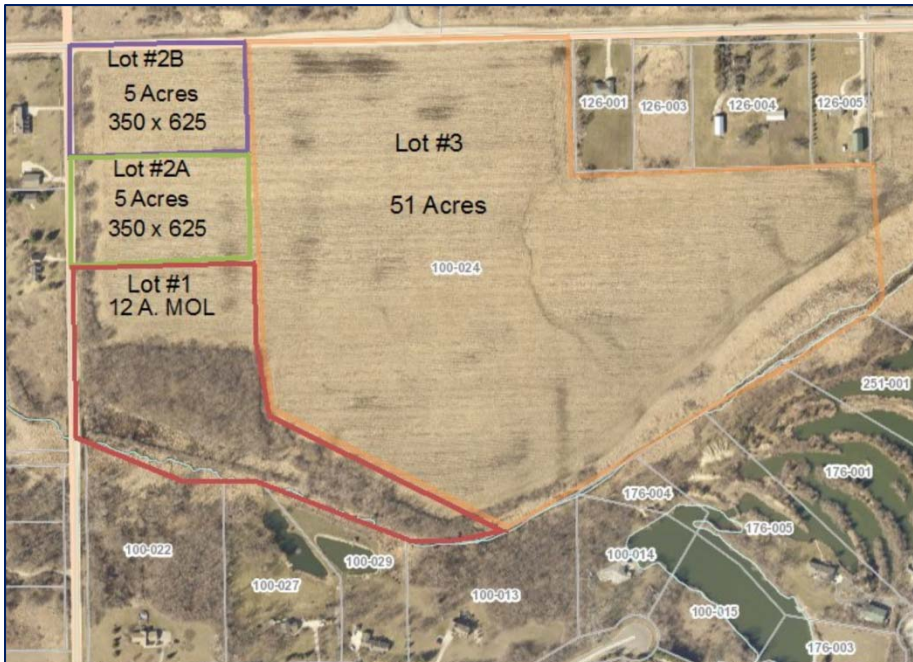 Lot #2B
5 Acres
350 x 625
Lot #2A
5 Acres
350 x 625
Lot #1
12 A. MOL
Lot #3
51 Acres
100-024
126-001
126-003
126-004
126-005
251-001
176-001
176-004
176-005
100-022
100-027
100-029
100-013
100-014
100-015
176-003